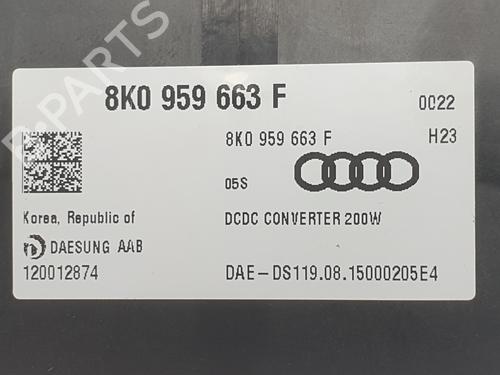 8K0 959 663 F
0022
8K0 959 663 F
H23
05S
Korea, Republic of
DCDC CONVERTER 200W
DAESUNG AAB
120012874
DAE-DS119.08.15000205E4
B-PARTS